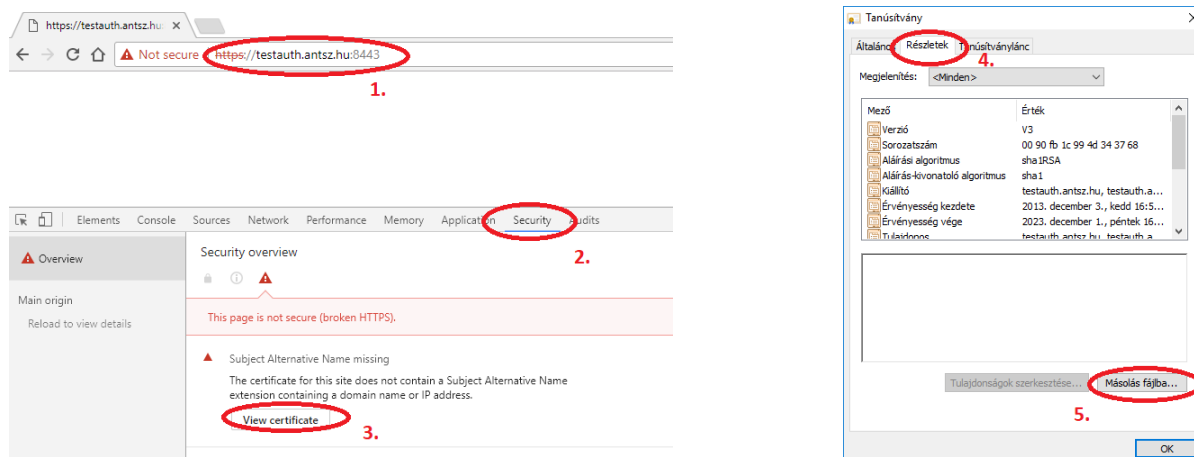 https://testauth.antsz.hu:
Not secure https://testauth.antsz.hu:8443
1.
Elements Console Sources Network Performance Memory Application Security Audits
2.
Overview
Main origin
Reload to view details
Security overview
This page is not secure (broken HTTPS).
Subject Alternative Name missing
The certificate for this site does not contain a Subject Alternative Name
extension containing a domain name or IP address.
View certificate
3.
Tanúsítvány
Általános Részletek Tanúsítványlánc
4.
Megjelenítés: <Minden>
Mező Érték
Verzió V3
Sorozatszám 00 90 fb 1c 99 4d 34 37 68
Aláírási algoritmus sha1RSA
Aláírás-kivonatoló algoritmus sha1
Kiállító testauth.antsz.hu, testauth.a...
Érvényesség kezdete 2013. december 3., kedd 16:5...
Érvényesség vége 2023. december 1., péntek 16...
Tulajdonos testauth.antsz.hu, testauth.a...
Tulajdonságok szerkesztése... Másolás fájlba...
5.
OK